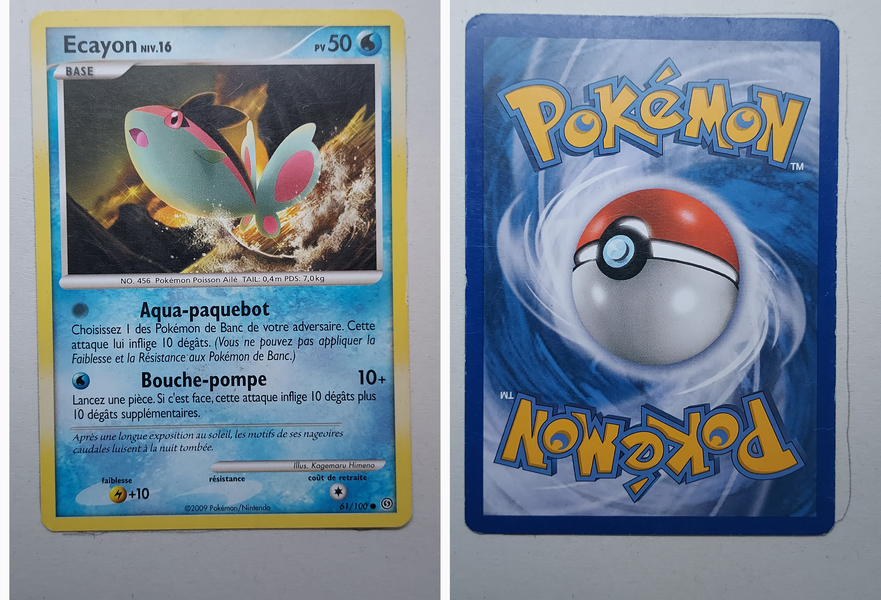 Ecayon NIV.16 PV 50
BASE
NO. 456 Pokémon Poisson Ailé TAIL: 0,4m PDS: 7,0kg
Aqua-paquebot
Choisissez 1 des Pokémon de Banc de votre adversaire. Cette
attaque lui inflige 10 dégâts. (Vous ne pouvez pas appliquer la
Faiblesse et la Résistance aux Pokémon de Banc.)
Bouche-pompe 10+
Lancez une pièce. Si c'est face, cette attaque inflige 10 dégâts plus
10 dégâts supplémentaires.
Après une longue exposition au soleil, les motifs de ses nageoires
caudales luisent à la nuit tombée.
Illus. Kagemaru Himeno
faiblesse résistance coût de retraite
+10
©2009 Pokémon/Nintendo 61/100
POKéMON
TM
TM
POKéMON